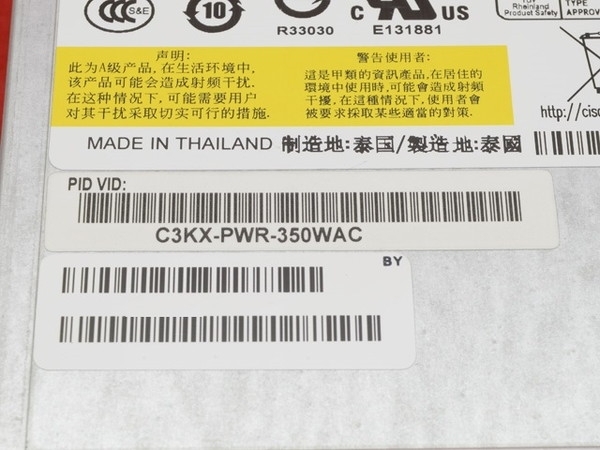 S&E
10
R33030
C US
E131881
Rheinland
Product Safety
TYPE
APPROV
声明:
此为A级产品,在生活环境中,
该产品可能会造成射频干扰.
在这种情况下,可能需要用户
对其干扰采取切实可行的措施.
警告使用者:
這是甲類的資訊產品,在居住的
環境中使用時,可能會造成射頻
干擾,在這種情況下,使用者會
被要求採取某些適當的對策.
http://cisc
MADE IN THAILAND 制造地:泰国/製造地:泰國
PID VID:
C3KX-PWR-350WAC
BY